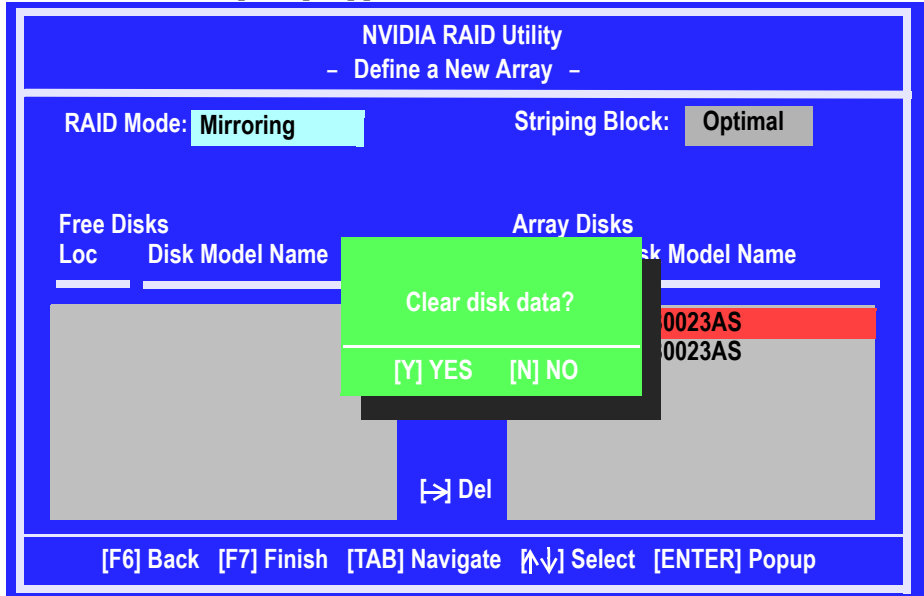 NVIDIA RAID Utility
– Define a New Array –
RAID Mode: Mirroring Striping Block: Optimal
Free Disks Array Disks
Loc Disk Model Name Model Name
Clear disk data?
0023AS
0023AS
[Y] YES [N] NO
[→] Del
[F6] Back [F7] Finish [TAB] Navigate [↑↓] Select [ENTER] Popup